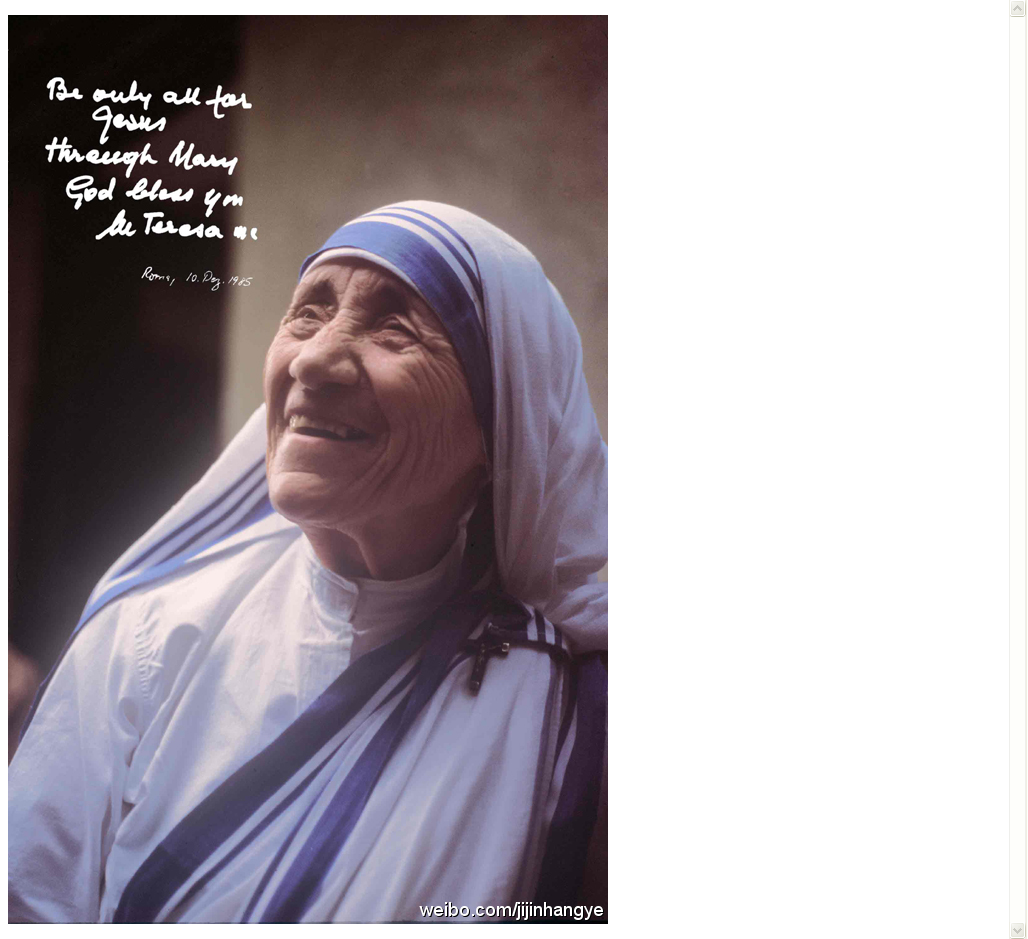 Be only all for
Jesus
through Mary
God bless you
M Teresa mc
Roma, 10. Dez. 1985
weibo.com/jijinhangye